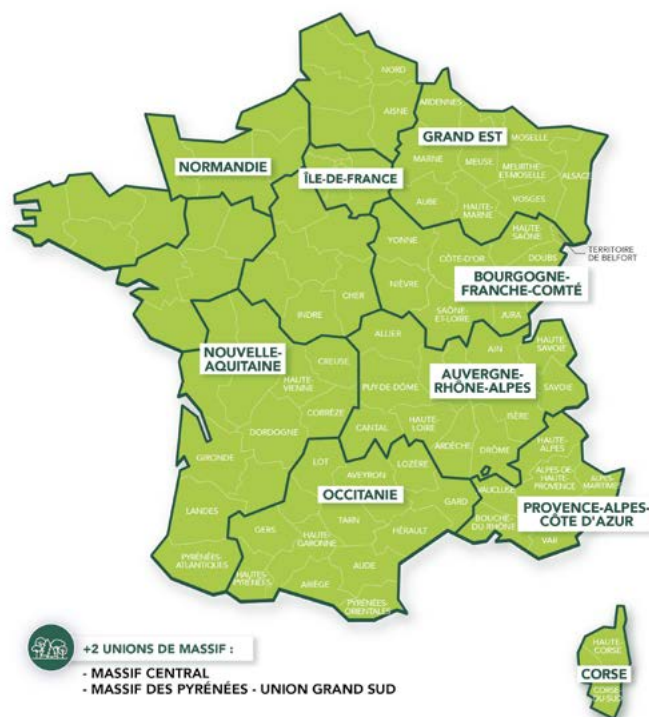 NORD
AISNE
ARDENNES
GRAND EST
MOSELLE
MARNE
MEUSE
MEURTHE-
ET-MOSELLE
ALSACE
AUBE
HAUTE-
MARNE
VOSGES
NORMANDIE
ÎLE-DE-FRANCE
YONNE
HAUTE-
SAÔNE
TERRITOIRE
DE BELFORT
CÔTE-D'OR
DOUBS
NIÈVRE
BOURGOGNE-
FRANCHE-COMTÉ
SAÔNE-
ET-LOIRE
JURA
CHER
INDRE
NOUVELLE-
AQUITAINE
CREUSE
HAUTE-
VIENNE
CORRÈZE
DORDOGNE
GIRONDE
LANDES
PYRÉNÉES-
ATLANTIQUES
ALLIER
AIN
HAUTE
SAVOIE
AUVERGNE-
RHÔNE-ALPES
PUY-DE-DÔME
SAVOIE
ISÈRE
CANTAL
HAUTE-
LOIRE
ARDÈCHE
DRÔME
LOT
AVEYRON
LOZÈRE
OCCITANIE
GARD
TARN
GERS
HAUTE-
GARONNE
HÉRAULT
HAUTES-
PYRÉNÉES
ARIÈGE
AUDE
PYRÉNÉES-
ORIENTALES
HAUTE-
ALPES
ALPES-DE-
HAUTE-
PROVENCE
ALPES-
MARITIMES
VAUCLUSE
BOUCHE-
DU-RHÔNE
PROVENCE-ALPES-
CÔTE D'AZUR
VAR
HAUTE-
CORSE
CORSE
CORSE-
DU-SUD
+2 UNIONS DE MASSIF :
- MASSIF CENTRAL
- MASSIF DES PYRÉNÉES - UNION GRAND SUD